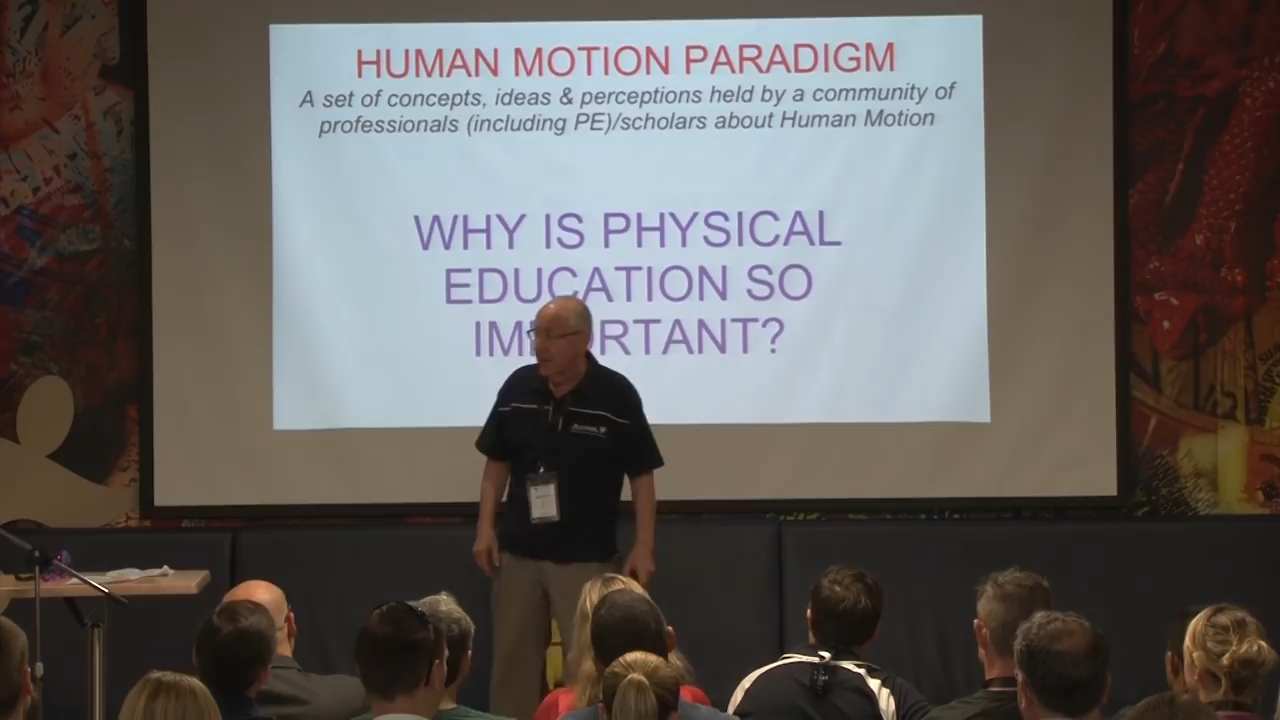 HUMAN MOTION PARADIGM
A set of concepts, ideas & perceptions held by a community of
professionals (including PE)/scholars about Human Motion
WHY IS PHYSICAL
EDUCATION SO
IMPORTANT?